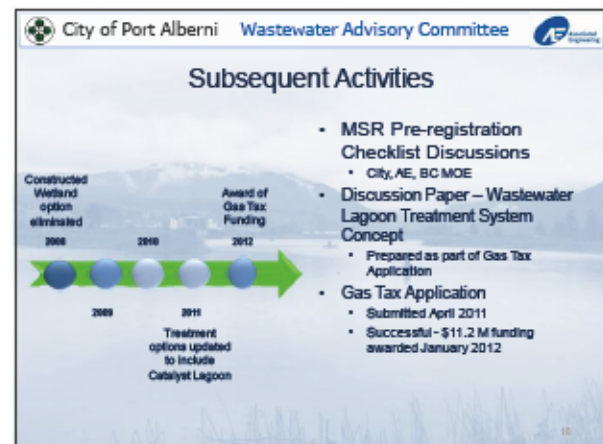 City of Port Alberni Wastewater Advisory Committee
Associated
Engineering
Subsequent Activities
Constructed
Wetland
option
eliminated
2008
2009
2010
2011
Treatment
options updated
to include
Catalyst Lagoon
Award of
Gas Tax
Funding
2012
• MSR Pre-registration
Checklist Discussions
• City, AE, BC MOE
• Discussion Paper – Wastewater
Lagoon Treatment System
Concept
• Prepared as part of Gas Tax
Application
• Gas Tax Application
• Submitted April 2011
• Successful - $11.2 M funding
awarded January 2012